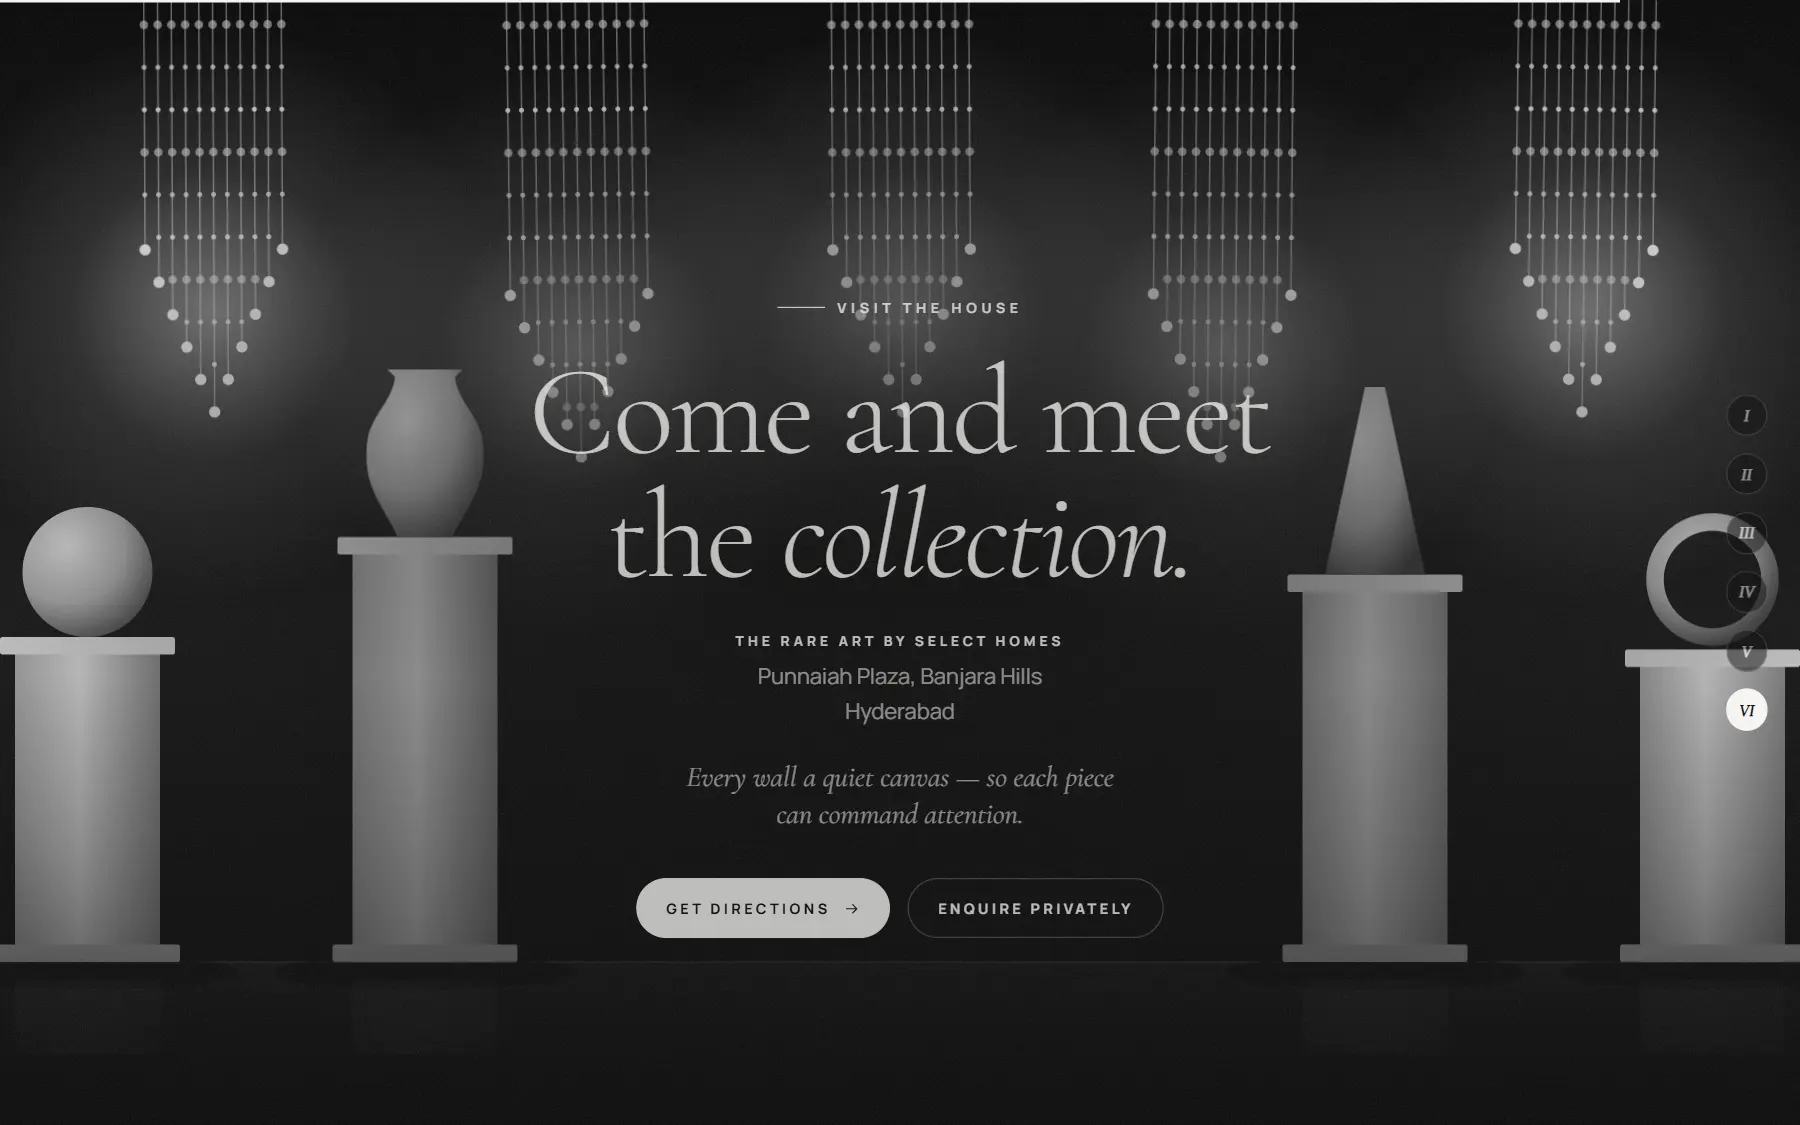 VISIT THE HOUSE
Come and meet
the collection.
THE RARE ART BY SELECT HOMES
Punnaiah Plaza, Banjara Hills
Hyderabad
Every wall a quiet canvas — so each piece
can command attention.
GET DIRECTIONS →
ENQUIRE PRIVATELY
I
II
III
IV
V
VI